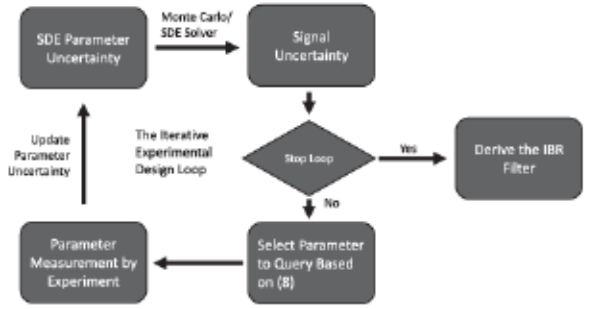 SDE Parameter
Uncertainty
Monte Carlo/
SDE Solver
Signal
Uncertainty
Update
Parameter
Uncertainty
The Iterative
Experimental
Design Loop
Stop Loop
Yes
Derive the IBR
Filter
No
Parameter
Measurement by
Experiment
Select Parameter
to Query Based
on (8)